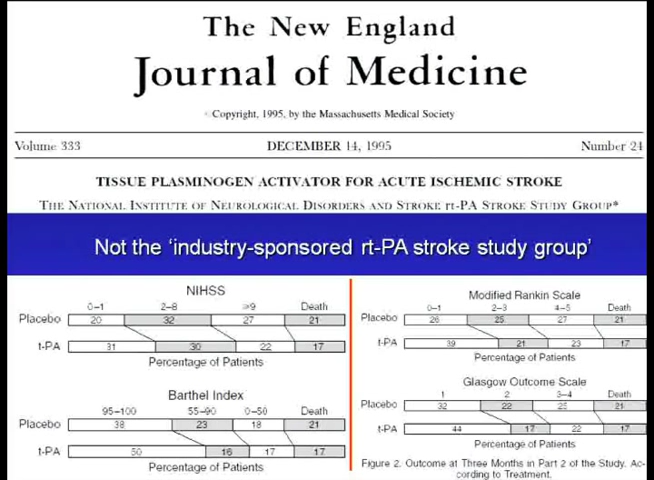 The New England
Journal of Medicine
©Copyright, 1995, by the Massachusetts Medical Society
Volume 333 DECEMBER 14, 1995 Number 24
TISSUE PLASMINOGEN ACTIVATOR FOR ACUTE ISCHEMIC STROKE
THE NATIONAL INSTITUTE OF NEUROLOGICAL DISORDERS AND STROKE rt-PA STROKE STUDY GROUP*
Not the ‘industry-sponsored rt-PA stroke study group’
NIHSS
0–1 2–8 ≥9 Death
Placebo 20 32 27 21
t-PA 31 30 22 17
Percentage of Patients
Barthel Index
95–100 55–90 0–50 Death
Placebo 38 23 18 21
t-PA 50 16 17 17
Percentage of Patients
Modified Rankin Scale
0–1 2–3 4–5 Death
Placebo 26 25 27 21
t-PA 39 21 23 17
Percentage of Patients
Glasgow Outcome Scale
1 2 3–4 Death
Placebo 32 22 25 21
t-PA 44 17 22 17
Percentage of Patients
Figure 2. Outcome at Three Months in Part 2 of the Study, Ac-
cording to Treatment.